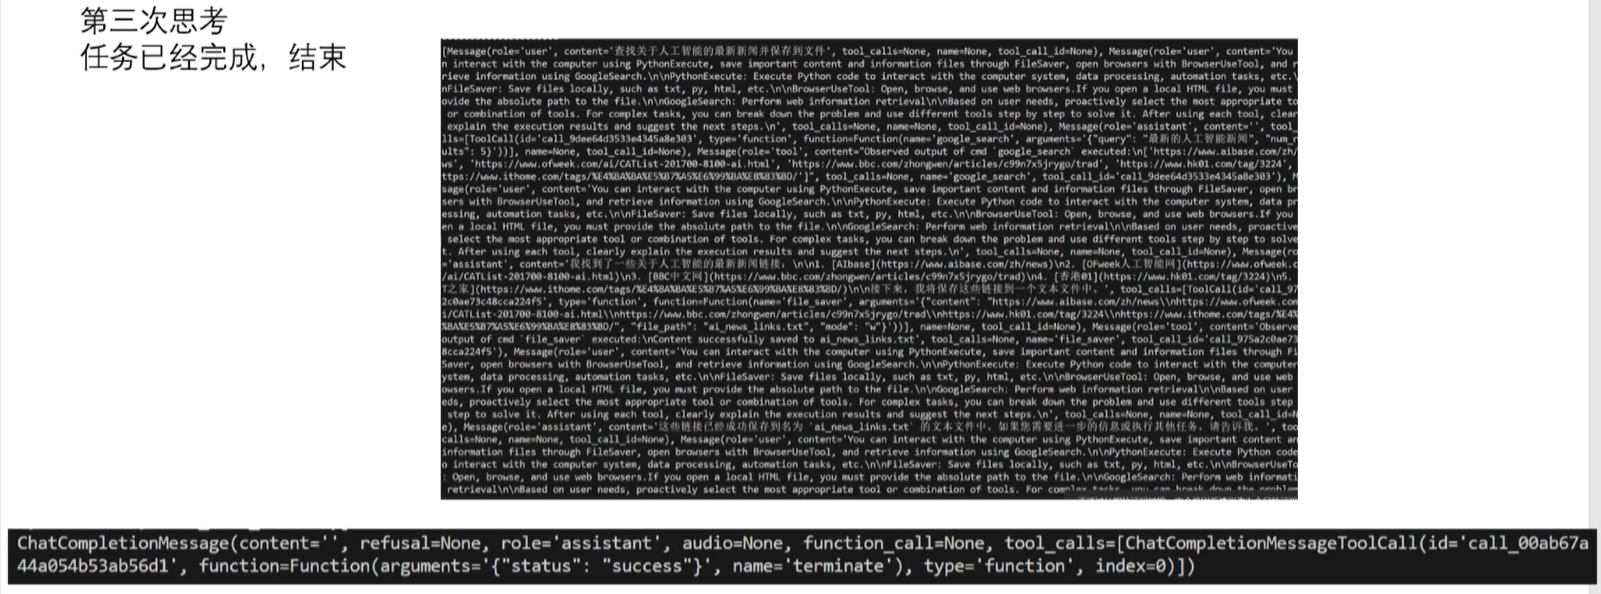 第三次思考
任务已经完成，结束
[Message(role='user', content='查找关于人工智能的最新新闻并保存到文件', tool_calls=None, name=None, tool_call_id=None), Message(role='user', content='You
n interact with the computer using PythonExecute, save important content and information files through FileSaver, open browsers with BrowserUseTool, and r
rieve information using GoogleSearch.\n\nPythonExecute: Execute Python code to interact with the computer system, data processing, automation tasks, etc.\
nFileSaver: Save files locally, such as txt, py, html, etc.\n\nBrowserUseTool: Open, browse, and use web browsers.If you open a local HTML file, you must
ovide the absolute path to the file.\n\nGoogleSearch: Perform web information retrieval\n\nBased on user needs, proactively select the most appropriate to
or combination of tools. For complex tasks, you can break down the problem and use different tools step by step to solve it. After using each tool, clear
explain the execution results and suggest the next steps.\n', tool_calls=None, name=None, tool_call_id=None), Message(role='assistant', content='', tool_
lls=[ToolCall(id='call_9dee64d3533e4345a8e303', type='function', function=Function(name='google_search', arguments='{"query": "最新的人工智能新闻", "num_r
ults": 5}'))], name=None, tool_call_id=None), Message(role='tool', content="Observed output of cmd `google_search` executed:\n['https://www.aibase.com/zh/
ws', 'https://www.ofweek.com/ai/CATList-201700-8100-ai.html', 'https://www.bbc.com/zhongwen/articles/c99n7x5jrygo/trad', 'https://www.hk01.com/tag/3224',
ttps://www.ithome.com/tags/%E4%BA%BA%E5%B7%A5%E6%99%BA%E8%83%BD/']", tool_calls=None, name='google_search', tool_call_id='call_9dee64d3533e4345a8e303'), M
sage(role='user', content='You can interact with the computer using PythonExecute, save important content and information files through FileSaver, open br
sers with BrowserUseTool, and retrieve information using GoogleSearch.\n\nPythonExecute: Execute Python code to interact with the computer system, data pr
essing, automation tasks, etc.\n\nFileSaver: Save files locally, such as txt, py, html, etc.\n\nBrowserUseTool: Open, browse, and use web browsers.If you
en a local HTML file, you must provide the absolute path to the file.\n\nGoogleSearch: Perform web information retrieval\n\nBased on user needs, proactive
select the most appropriate tool or combination of tools. For complex tasks, you can break down the problem and use different tools step by step to solve
t. After using each tool, clearly explain the execution results and suggest the next steps.\n', tool_calls=None, name=None, tool_call_id=None), Message(ro
='assistant', content='我找到了一些关于人工智能的最新新闻链接：\n\n1. [AIbase](https://www.aibase.com/zh/news)\n2. [OFweek人工智能网](https://www.ofweek.c
/ai/CATList-201700-8100-ai.html)\n3. [BBC中文网](https://www.bbc.com/zhongwen/articles/c99n7x5jrygo/trad)\n4. [香港01](https://www.hk01.com/tag/3224)\n5.
T之家](https://www.ithome.com/tags/%E4%BA%BA%E5%B7%A5%E6%99%BA%E8%83%BD/)\n\n接下来，我将保存这些链接到一个文本文件中。', tool_calls=[ToolCall(id='call_97
2c0ae73c48cca224f5', type='function', function=Function(name='file_saver', arguments='{"content": "https://www.aibase.com/zh/news\\nhttps://www.ofweek.com
i/CATList-201700-8100-ai.html\\nhttps://www.bbc.com/zhongwen/articles/c99n7x5jrygo/trad\\nhttps://www.hk01.com/tag/3224\\nhttps://www.ithome.com/tags/%E4%
%BA%E5%B7%A5%E6%99%BA%E8%83%BD/", "file_path": "ai_news_links.txt", "mode": "w"}'))], name=None, tool_call_id=None), Message(role='tool', content='Observe
output of cmd `file_saver` executed:\nContent successfully saved to ai_news_links.txt', tool_calls=None, name='file_saver', tool_call_id='call_975a2c0ae73
8cca224f5'), Message(role='user', content='You can interact with the computer using PythonExecute, save important content and information files through Fi
Saver, open browsers with BrowserUseTool, and retrieve information using GoogleSearch.\n\nPythonExecute: Execute Python code to interact with the computer
ystem, data processing, automation tasks, etc.\n\nFileSaver: Save files locally, such as txt, py, html, etc.\n\nBrowserUseTool: Open, browse, and use web
owsers.If you open a local HTML file, you must provide the absolute path to the file.\n\nGoogleSearch: Perform web information retrieval\n\nBased on user
eds, proactively select the most appropriate tool or combination of tools. For complex tasks, you can break down the problem and use different tools step
step to solve it. After using each tool, clearly explain the execution results and suggest the next steps.\n', tool_calls=None, name=None, tool_call_id=N
e), Message(role='assistant', content='这些链接已经成功保存到名为 `ai_news_links.txt` 的文本文件中。如果您需要进一步的信息或执行其他任务，请告诉我。', too
calls=None, name=None, tool_call_id=None), Message(role='user', content='You can interact with the computer using PythonExecute, save important content an
information files through FileSaver, open browsers with BrowserUseTool, and retrieve information using GoogleSearch.\n\nPythonExecute: Execute Python code
o interact with the computer system, data processing, automation tasks, etc.\n\nFileSaver: Save files locally, such as txt, py, html, etc.\n\nBrowserUseTo
: Open, browse, and use web browsers.If you open a local HTML file, you must provide the absolute path to the file.\n\nGoogleSearch: Perform web informati
retrieval\n\nBased on user needs, proactively select the most appropriate tool or combination of tools. For complex tasks, you can break down the problem
ChatCompletionMessage(content='', refusal=None, role='assistant', audio=None, function_call=None, tool_calls=[ChatCompletionMessageToolCall(id='call_00ab67a
44a054b53ab56d1', function=Function(arguments='{"status": "success"}', name='terminate'), type='function', index=0)])